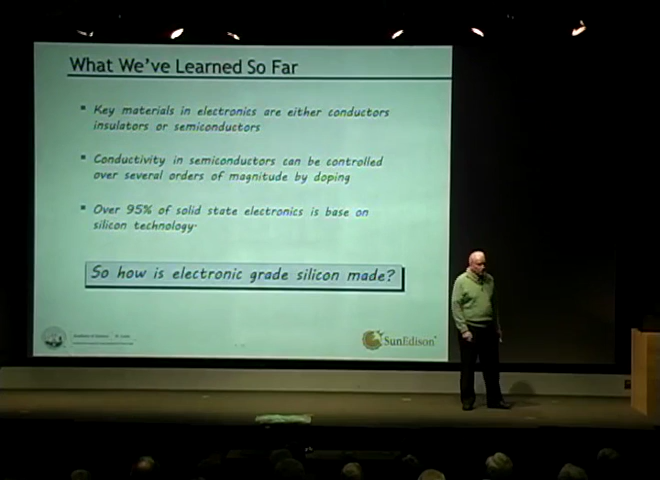 What We've Learned So Far
Key materials in electronics are either conductors
insulators or semiconductors
Conductivity in semiconductors can be controlled
over several orders of magnitude by doping
Over 95% of solid state electronics is base on
silicon technology.
So how is electronic grade silicon made?
SunEdison